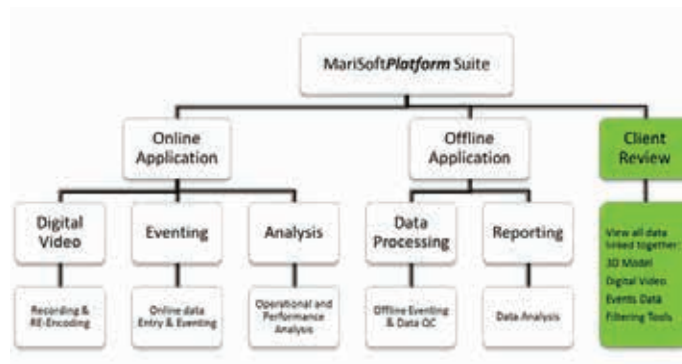 MariSoftPlatform Suite
Online
Application
Offline
Application
Client
Review
Digital
Video
Eventing
Analysis
Data
Processing
Reporting
View all data
linked together:
3D Model
Digital Video
Events Data
Filtering Tools
Recording &
RE-Encoding
Online data
Entry & Eventing
Operational and
Performance
Analysis
Offline Eventing
& Data QC
Data Analysis